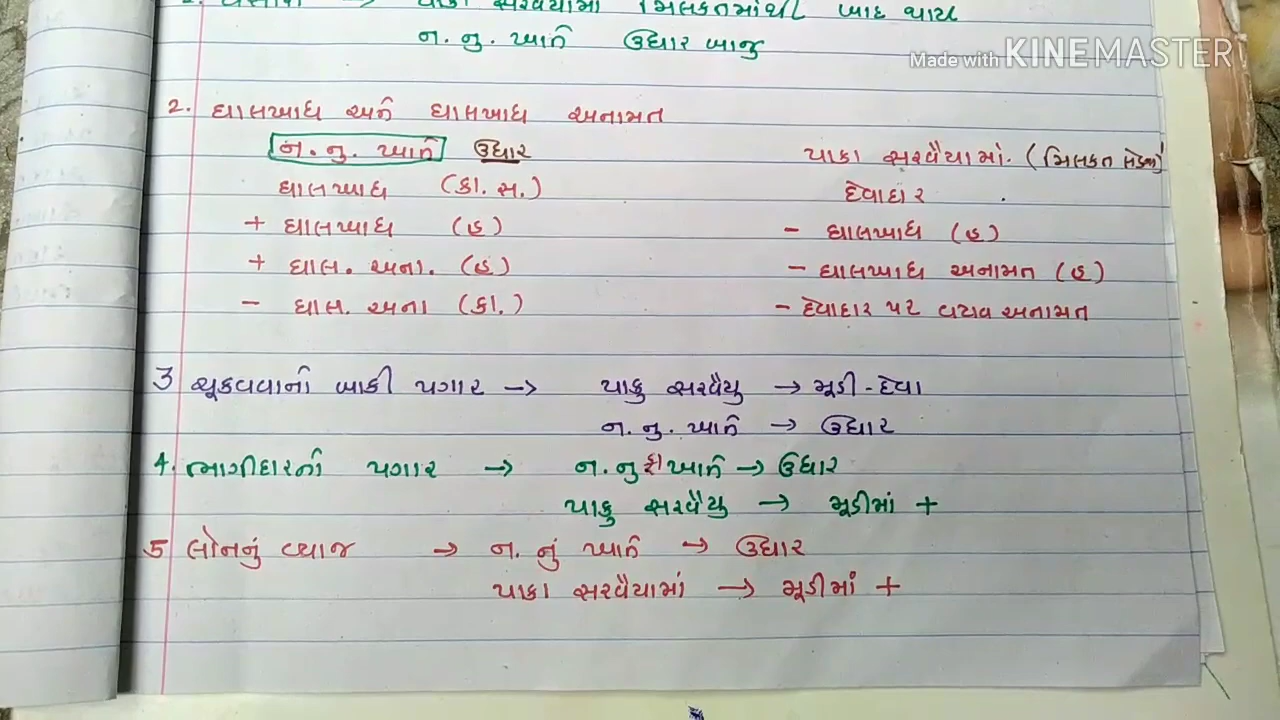 પાકા સરવૈયામાં મિલકતમાંથી બાદ થાય
ન. નુ. ખાતે ઉધાર બાજુ
Made with KINEMASTER
2. ઘાલખાધ અને ઘાલખાધ અનામત
ન. નુ. ખાતે ઉધાર
પાકા સરવૈયામાં. (મિલકત લેણાં)
ઘાલખાધ (કા. સ.)
દેવાદાર
+ ઘાલખાધ (હ)
- ઘાલખાધ (હ)
+ ઘાલ. અના. (હ)
- ઘાલખાધ અનામત (હ)
- ઘાલ. અના (કા.)
- દેવાદાર પર વટાવ અનામત
3 ચૂકવવાનો બાકી પગાર → પાકુ સરવૈયુ → મૂડી - દેવા
ન. નુ. ખાતે → ઉધાર
4. ભાગીદારનો પગાર → ન. નુ ફા ખાતે → ઉધાર
પાકુ સરવૈયુ → મૂડીમાં +
5 લોનનું વ્યાજ → ન. નું ખાતે → ઉધાર
પાકા સરવૈયામાં → મૂડીમાં +